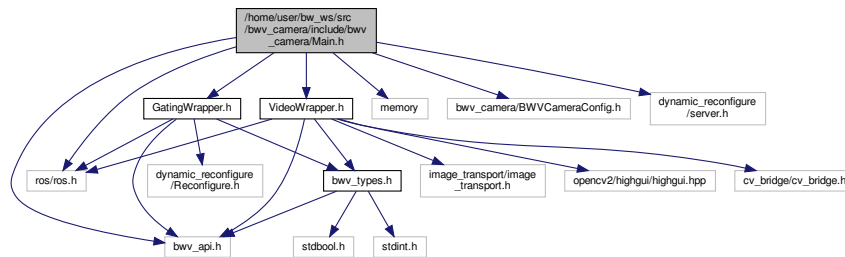 /home/user/bw_ws/src
/bwv_camera/include/bwv
_camera/Main.h
GatingWrapper.h
VideoWrapper.h
memory
bwv_camera/BWVCameraConfig.h
dynamic_reconfigure
/server.h
ros/ros.h
dynamic_reconfigure
/Reconfigure.h
bwv_types.h
image_transport/image
_transport.h
opencv2/highgui/highgui.hpp
cv_bridge/cv_bridge.h
bwv_api.h
stdbool.h
stdint.h